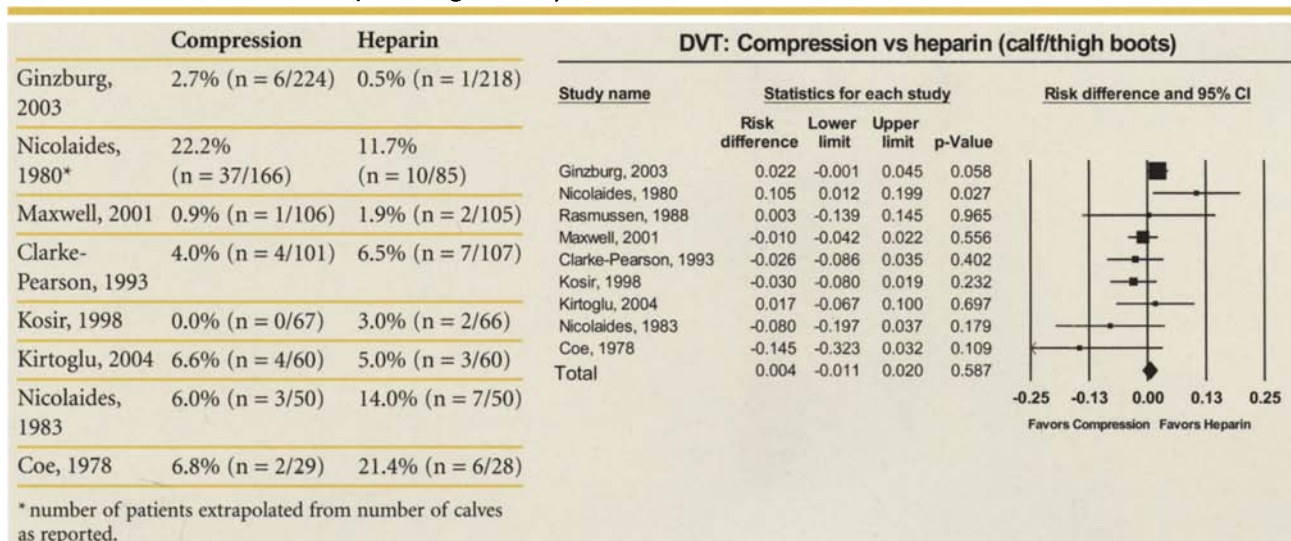 Compression Heparin
Ginzburg, 2.7% (n = 6/224) 0.5% (n = 1/218)
2003
Nicolaides, 22.2% 11.7%
1980* (n = 37/166) (n = 10/85)
Maxwell, 2001 0.9% (n = 1/106) 1.9% (n = 2/105)
Clarke- 4.0% (n = 4/101) 6.5% (n = 7/107)
Pearson, 1993
Kosir, 1998 0.0% (n = 0/67) 3.0% (n = 2/66)
Kirtoglu, 2004 6.6% (n = 4/60) 5.0% (n = 3/60)
Nicolaides, 6.0% (n = 3/50) 14.0% (n = 7/50)
1983
Coe, 1978 6.8% (n = 2/29) 21.4% (n = 6/28)
* number of patients extrapolated from number of calves
as reported.
DVT: Compression vs heparin (calf/thigh boots)
Study name Statistics for each study Risk difference and 95% CI
Risk Lower Upper
difference limit limit p-Value
Ginzburg, 2003 0.022 -0.001 0.045 0.058
Nicolaides, 1980 0.105 0.012 0.199 0.027
Rasmussen, 1988 0.003 -0.139 0.145 0.965
Maxwell, 2001 -0.010 -0.042 0.022 0.556
Clarke-Pearson, 1993 -0.026 -0.086 0.035 0.402
Kosir, 1998 -0.030 -0.080 0.019 0.232
Kirtoglu, 2004 0.017 -0.067 0.100 0.697
Nicolaides, 1983 -0.080 -0.197 0.037 0.179
Coe, 1978 -0.145 -0.323 0.032 0.109
Total 0.004 -0.011 0.020 0.587
-0.25 -0.13 0.00 0.13 0.25
Favors Compression Favors Heparin